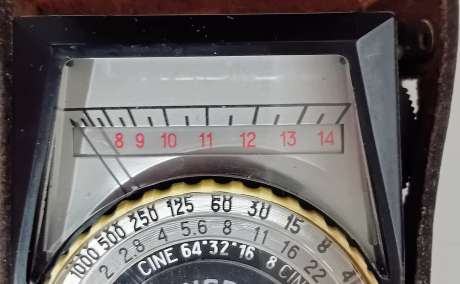 8 9 10 11 12 13 14
1000 500 250 125 60 30 15 8 4
2 2.8 4 5.6 8 11 16 22
CINE 64 32 16 8 CINE